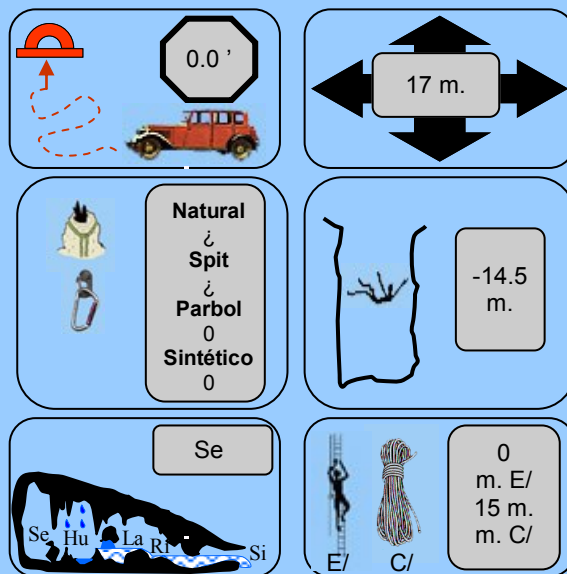 0.0 ’
17 m.
Natural
¿
Spit
¿
Parbol
0
Sintético
0
-14.5
m.
Se
Se Hu La Ri Si
0
m. E/
15 m.
m. C/
E/ C/